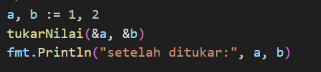 a, b := 1, 2
tukarNilai(&a, &b)
fmt.Println("setelah ditukar:", a, b)